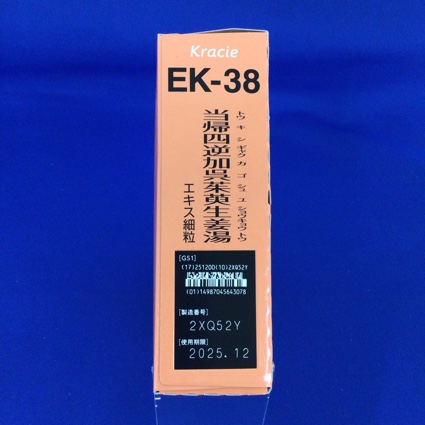 Kracie
EK-38
トウキシギャクカゴシュユショウキョウトウ
当帰四逆加呉茱萸生姜湯
エキス細粒
[GS1]
(17)251200(10)2XQ52Y
(01)14987045643078
[製造番号]
2XQ52Y
[使用期限]
2025.12